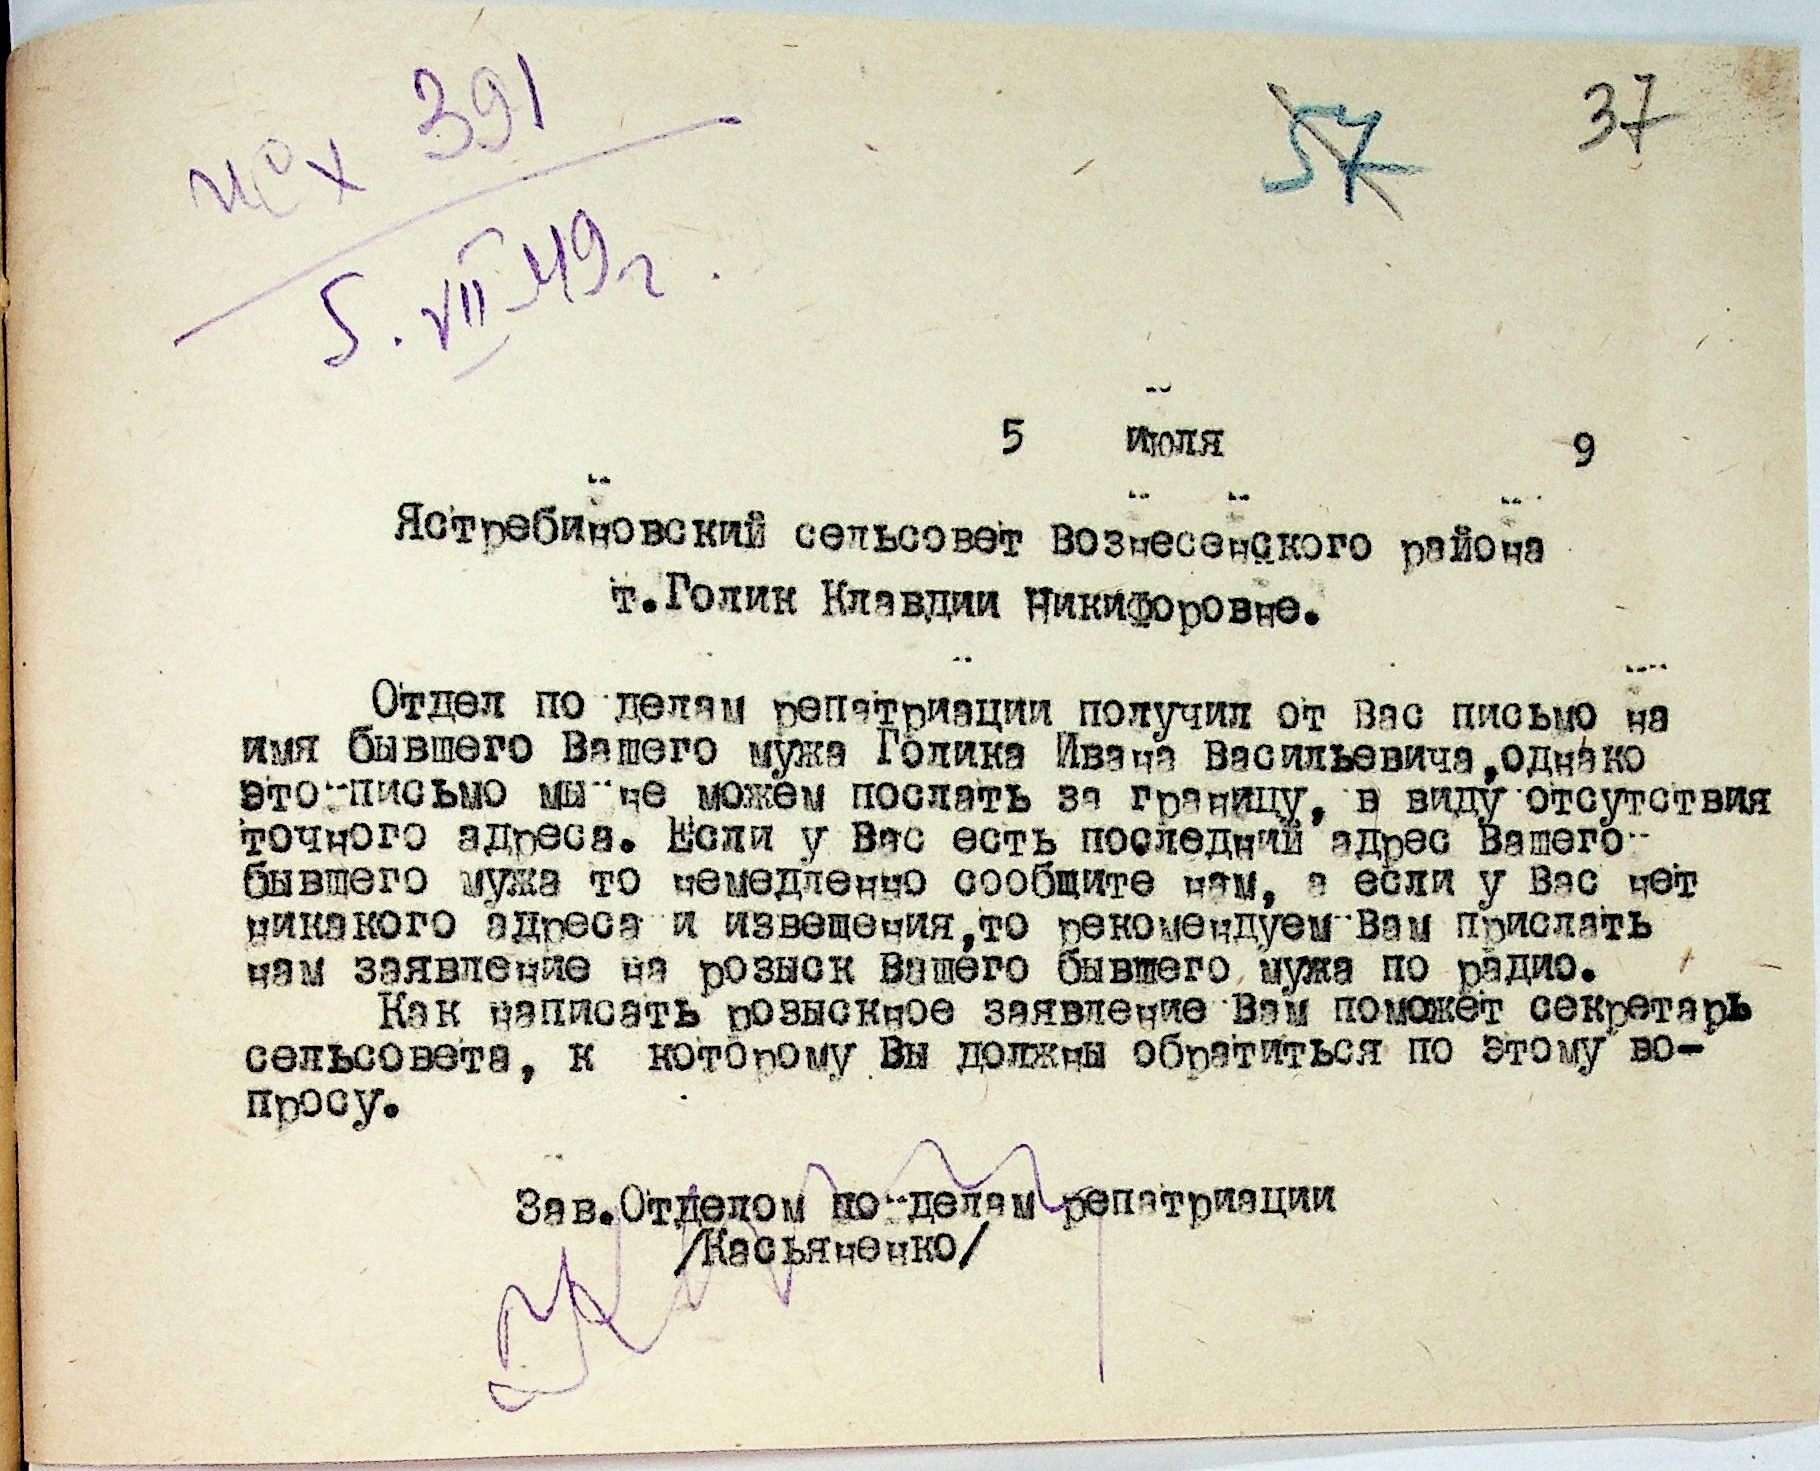 исх 391
5.VII 49 г.
57
37
5 июля 9
Ястребиновский сельсовет Вознесенского района
т.Голик Клавдии Никифоровне.
Отдел по делам репатриации получил от Вас письмо на
имя бывшего Вашего мужа Голика Ивана Васильевича,однако
это письмо мы не можем послать за границу, в виду отсутствия
точного адреса. Если у Вас есть последний адрес Вашего
бывшего мужа то немедленно сообщите нам, а если у Вас нет
никакого адреса и извещения,то рекомендуем Вам прислать
нам заявление на розыск Вашего бывшего мужа по радио.
Как написать розыскное заявление Вам поможет секретарь
сельсовета, к которому Вы должны обратиться по этому во-
просу.
Зав.Отделом по делам репатриации
/Касьяненко/